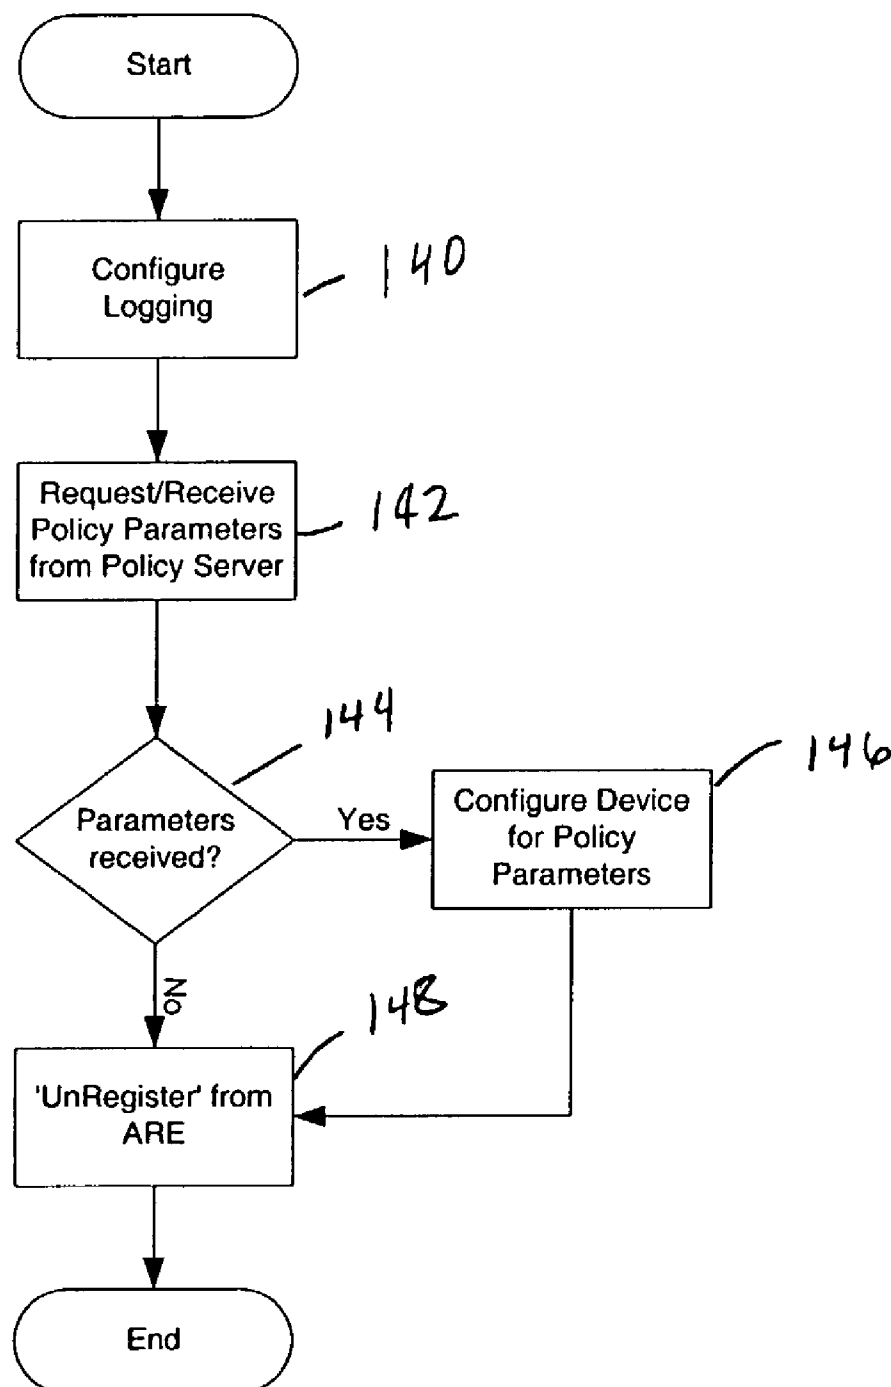 Start
Configure
Logging
140
Request/Receive
Policy Parameters
from Policy Server
142
144
Parameters
received?
Yes
Configure Device
for Policy
Parameters
146
No
148
'UnRegister' from
ARE
End